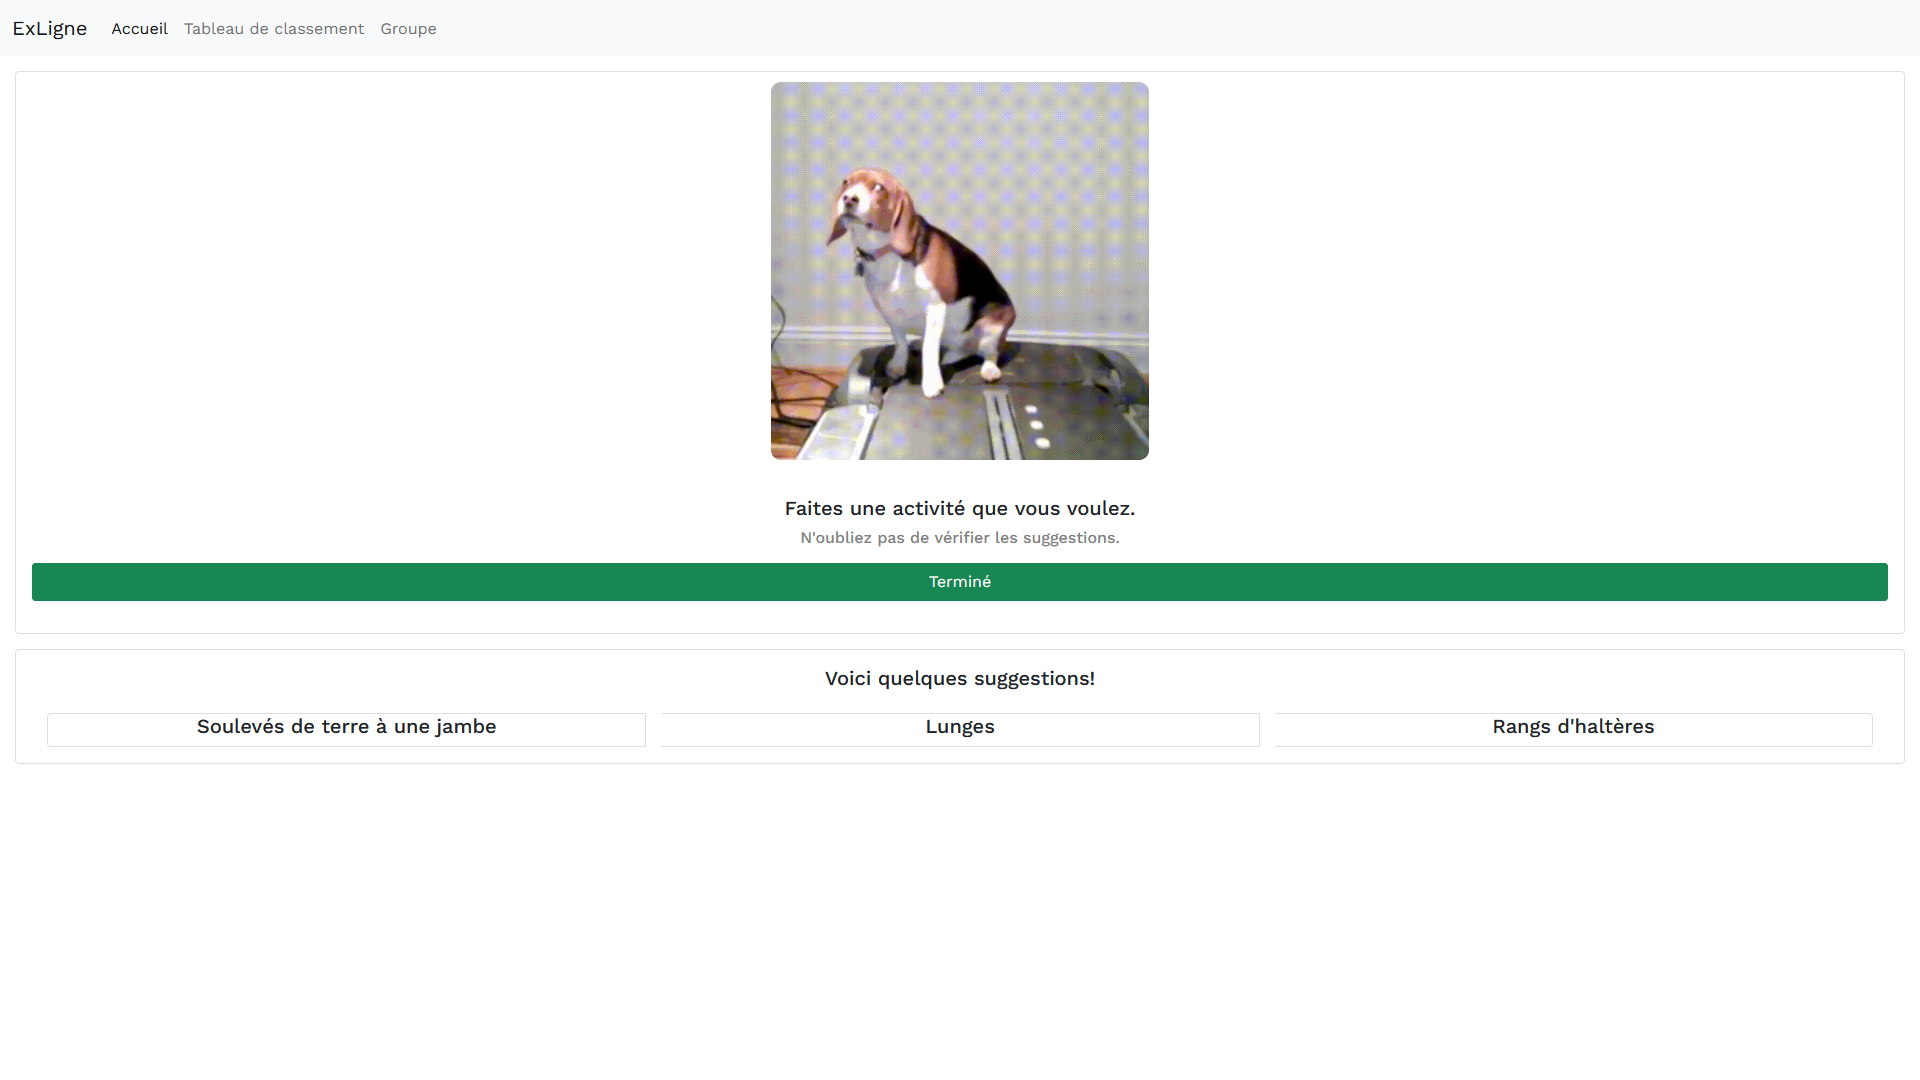 ExLigne Accueil Tableau de classement Groupe
Faites une activité que vous voulez.
N'oubliez pas de vérifier les suggestions.
Terminé
Voici quelques suggestions!
Soulevés de terre à une jambe
Lunges
Rangs d'haltères